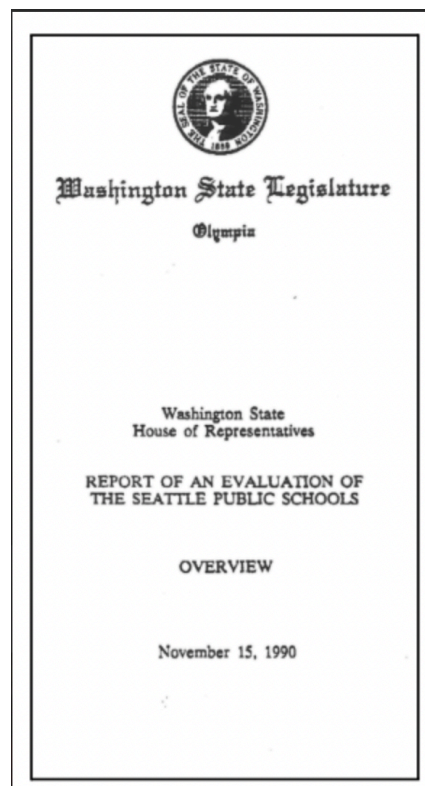 THE SEAL OF THE STATE OF WASHINGTON
1889
Washington State Legislature
Olympia
Washington State
House of Representatives
REPORT OF AN EVALUATION OF
THE SEATTLE PUBLIC SCHOOLS
OVERVIEW
November 15, 1990